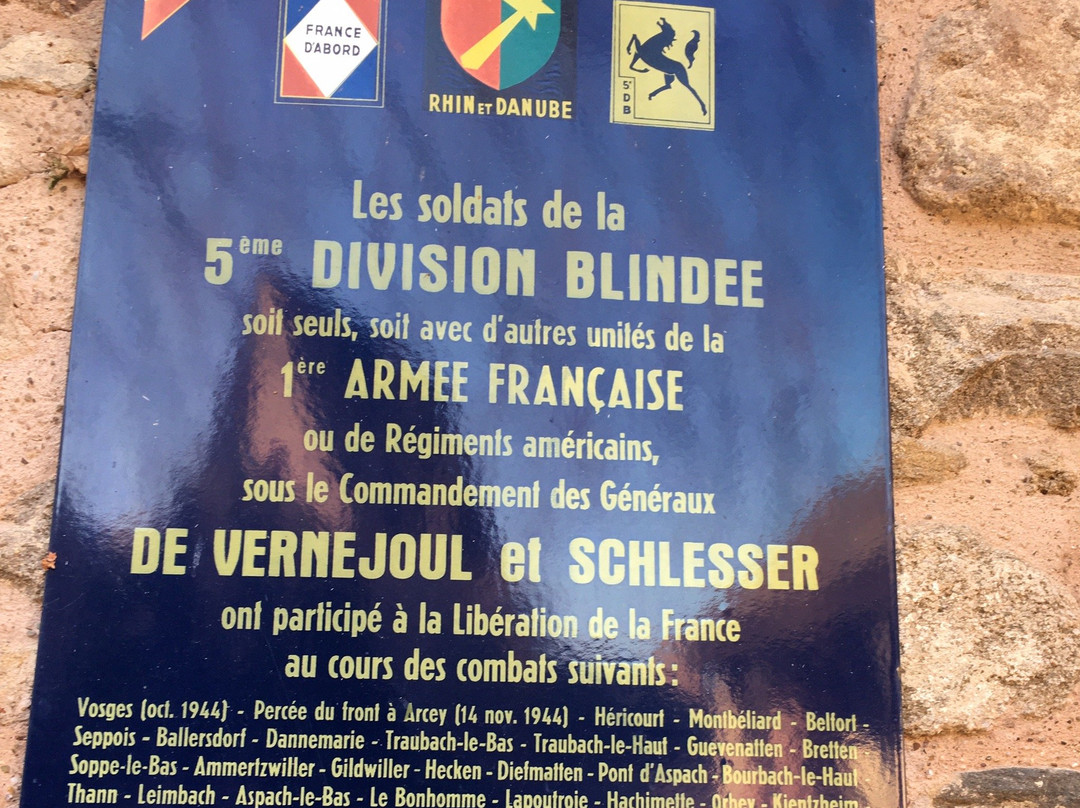 FRANCE
D'ABORD
RHIN ET DANUBE
5e
D
B
Les soldats de la
5ème DIVISION BLINDEE
soit seuls, soit avec d'autres unités de la
1ère ARMEE FRANÇAISE
ou de Régiments américains,
sous le Commandement des Généraux
DE VERNEJOUL et SCHLESSER
ont participé à la Libération de la France
au cours des combats suivants :
Vosges (oct. 1944) - Percée du front à Arcey (14 nov. 1944) - Héricourt - Montbéliard - Belfort -
Seppois - Ballersdorf - Dannemarie - Traubach-le-Bas - Traubach-le-Haut - Guevenatten - Bretten -
Soppe-le-Bas - Ammertzwiller - Gildwiller - Hecken - Diefmatten - Pont d'Aspach - Bourbach-le-Haut
Thann - Leimbach - Aspach-le-Bas - Le Bonhomme - Lapoutroie - Hachimette - Orbey - Kientzheim -